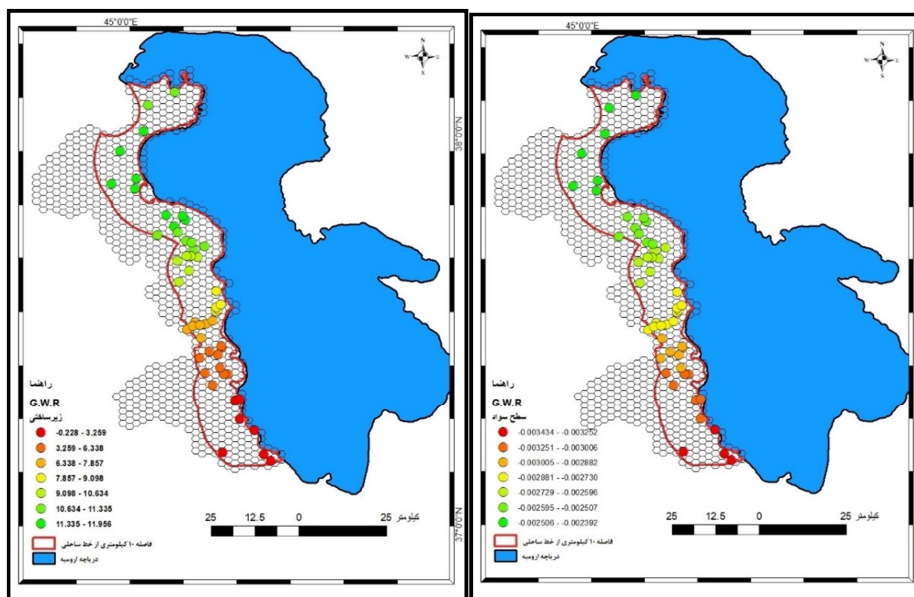 45°0'0"E
N
W E
S
38°0'0"N
37°0'0"N
راهنما
G.W.R
زیرساختی
-0.228 - 3.259
3.259 - 6.338
6.338 - 7.857
7.857 - 9.098
9.098 - 10.634
10.634 - 11.335
11.335 - 11.956
فاصله ۱۰ کیلومتری از خط ساحلی
دریاچه ارومیه
25 12.5 0 25 کیلومتر
45°0'0"E
N
W E
S
راهنما
G.W.R
سطح سواد
-0.003434 - -0.003252
-0.003251 - -0.003006
-0.003005 - -0.002882
-0.002881 - -0.002730
-0.002729 - -0.002596
-0.002595 - -0.002507
-0.002506 - -0.002392
فاصله ۱۰ کیلومتری از خط ساحلی
دریاچه ارومیه
25 12.5 0 25 کیلومتر